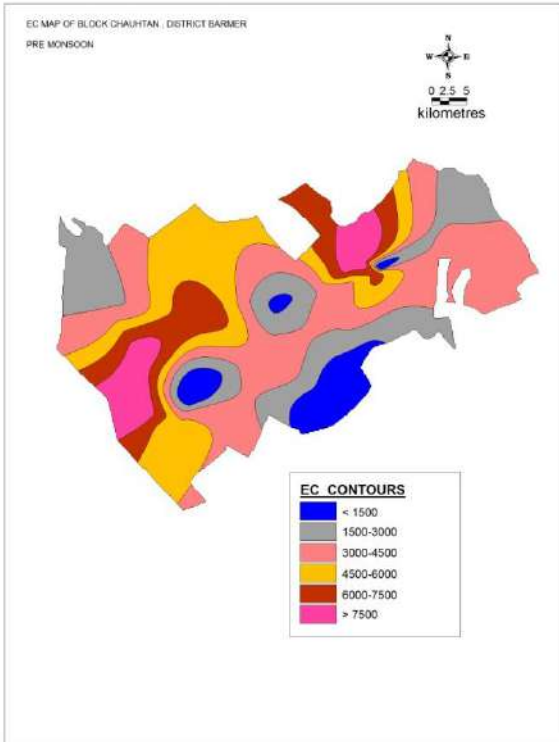 EC MAP OF BLOCK CHAUHTAN , DISTRICT BARMER
PRE MONSOON
N
W E
S
0 2.5 5
kilometres
EC CONTOURS
< 1500
1500-3000
3000-4500
4500-6000
6000-7500
> 7500